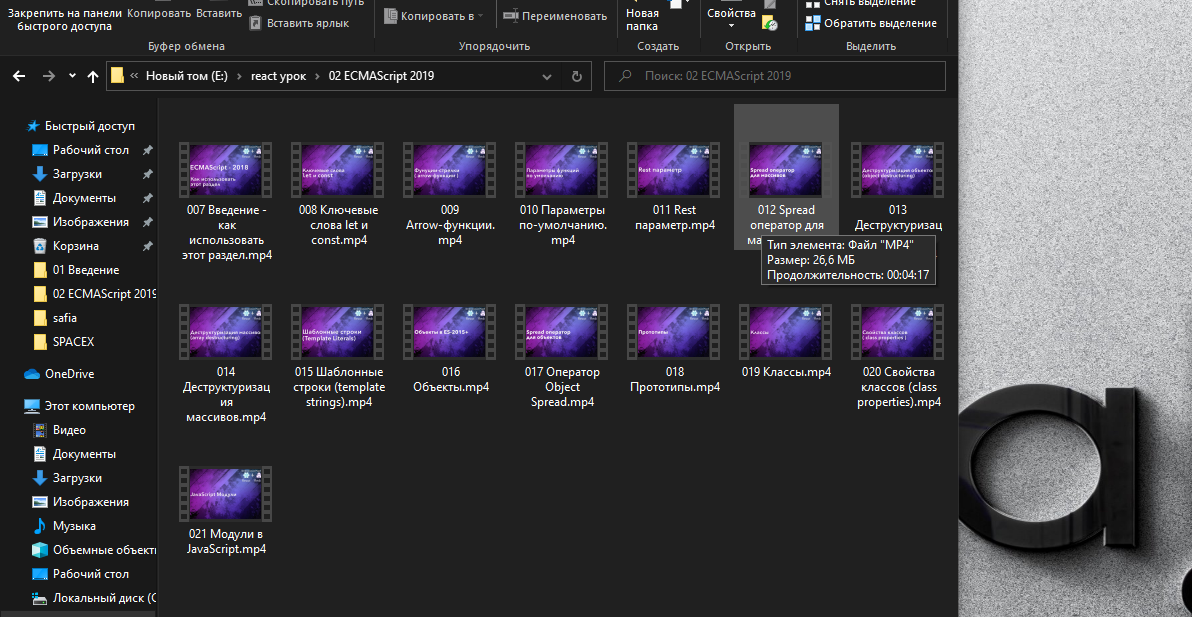 Закрепить на панели
быстрого доступа
Копировать
Вставить
Скопировать путь
Вставить ярлык
Буфер обмена
Копировать в
Переименовать
Упорядочить
Новая
папка
Создать
Свойства
Открыть
Снять выделение
Обратить выделение
Выделить
« Новый том (E:) › react урок › 02 ECMAScript 2019
Поиск: 02 ECMAScript 2019
Быстрый доступ
Рабочий стол
Загрузки
Документы
Изображения
Корзина
01 Введение
02 ECMAScript 2019
safia
SPACEX
OneDrive
Этот компьютер
Видео
Документы
Загрузки
Изображения
Музыка
Объемные объект
Рабочий стол
Локальный диск (C
ECMAScript - 2018
Как использовать
этот раздел
007 Введение -
как
использовать
этот раздел.mp4
Ключевые слова
let и const
008 Ключевые
слова let и
const.mp4
Функции стрелки
( arrow функции )
009
Arrow-функции.
mp4
Параметры функций
по умолчанию
010 Параметры
по-умолчанию.
mp4
Rest параметр
011 Rest
параметр.mp4
Spread оператор
для массивов
012 Spread
оператор для
ма
Тип элемента: Файл "MP4"
Размер: 26,6 МБ
Продолжительность: 00:04:17
Деструктуризация объекто
(object destructuring)
013
Деструктуризац
Деструктуризация массиво
(array destructuring)
014
Деструктуризац
ия
массивов.mp4
Шаблонные строки
(Template Literals)
015 Шаблонные
строки (template
strings).mp4
Объекты в ES-2015+
016
Объекты.mp4
Spread оператор
для объектов
017 Оператор
Object
Spread.mp4
Прототипы
018
Прототипы.mp4
Классы
019 Классы.mp4
Свойства классов
( class properties )
020 Свойства
классов (class
properties).mp4
JavaScript Модули
021 Модули в
JavaScript.mp4